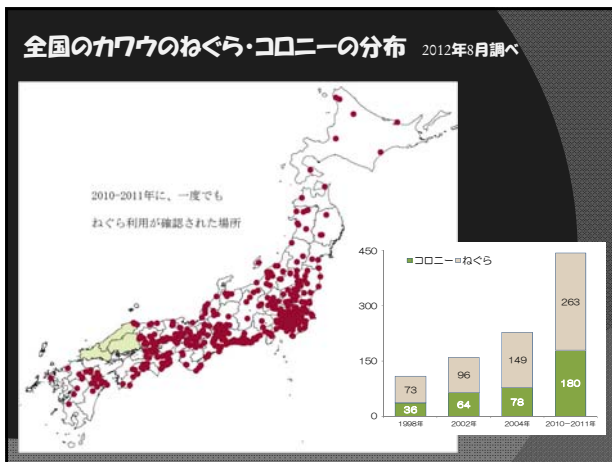 全国のカワウのねぐら・コロニーの分布 2012年8月調べ
2010-2011年に、一度でも
ねぐら利用が確認された場所
■コロニー ■ねぐら
450
300
150
0
73
36
96
64
149
78
263
180
1998年
2002年
2004年
2010-2011年